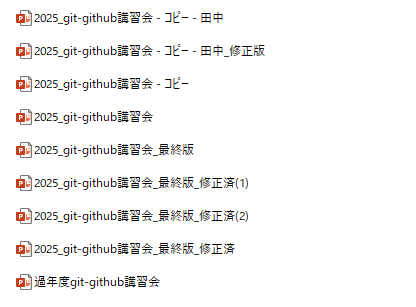 2025_git-github講習会 - コピー - 田中
2025_git-github講習会 - コピー - 田中_修正版
2025_git-github講習会 - コピー
2025_git-github講習会
2025_git-github講習会_最終版
2025_git-github講習会_最終版_修正済(1)
2025_git-github講習会_最終版_修正済(2)
2025_git-github講習会_最終版_修正済
過年度git-github講習会